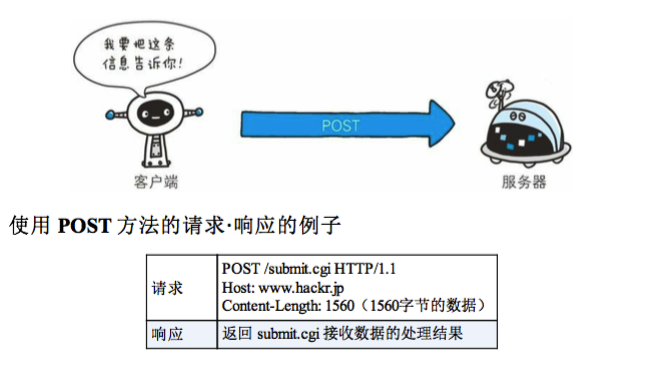 我要把这条
信息告诉你!
POST
客户端
服务器
使用 POST 方法的请求·响应的例子
请求
POST /submit.cgi HTTP/1.1
Host: www.hackr.jp
Content-Length: 1560（1560字节的数据）
响应
返回 submit.cgi 接收数据的处理结果